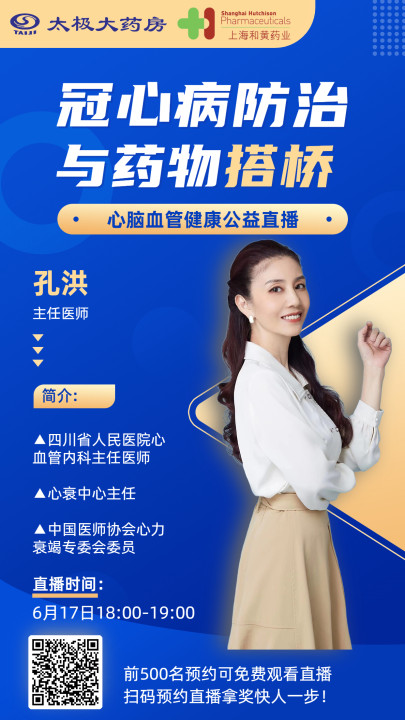 TAIJI
太极大药房
Shanghai Hutchison
Pharmaceuticals
上海和黄药业
冠心病防治
与药物搭桥
心脑血管健康公益直播
孔洪
主任医师
简介：
▲四川省人民医院心
血管内科主任医师
▲心衰中心主任
▲中国医师协会心力
衰竭专委会委员
直播时间：
6月17日18:00-19:00
前500名预约可免费观看直播
扫码预约直播拿奖快人一步！